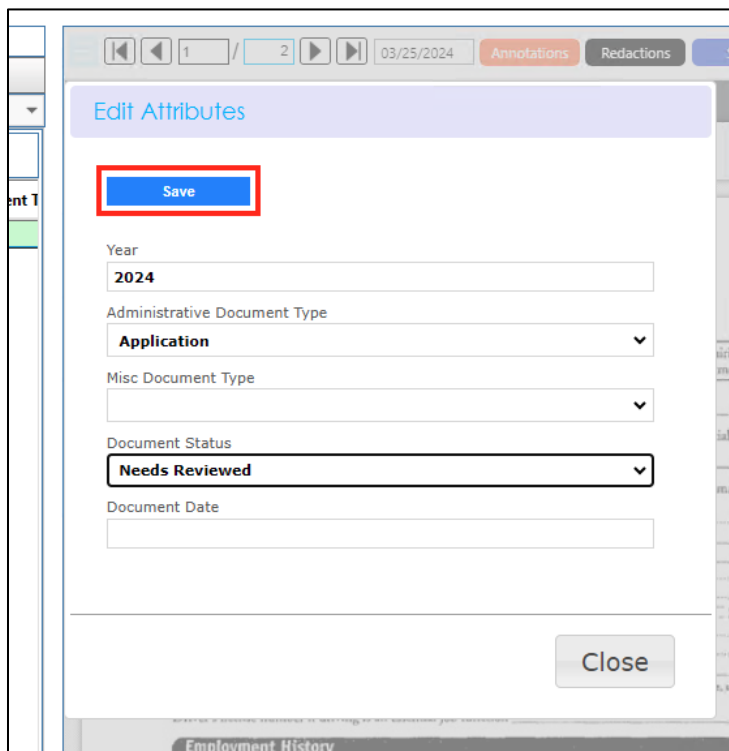 1 / 2 03/25/2024 Annotations Redactions
Edit Attributes
Save
ent T
Year
2024
Administrative Document Type
Application
Misc Document Type
Document Status
Needs Reviewed
Document Date
Close
Employment History